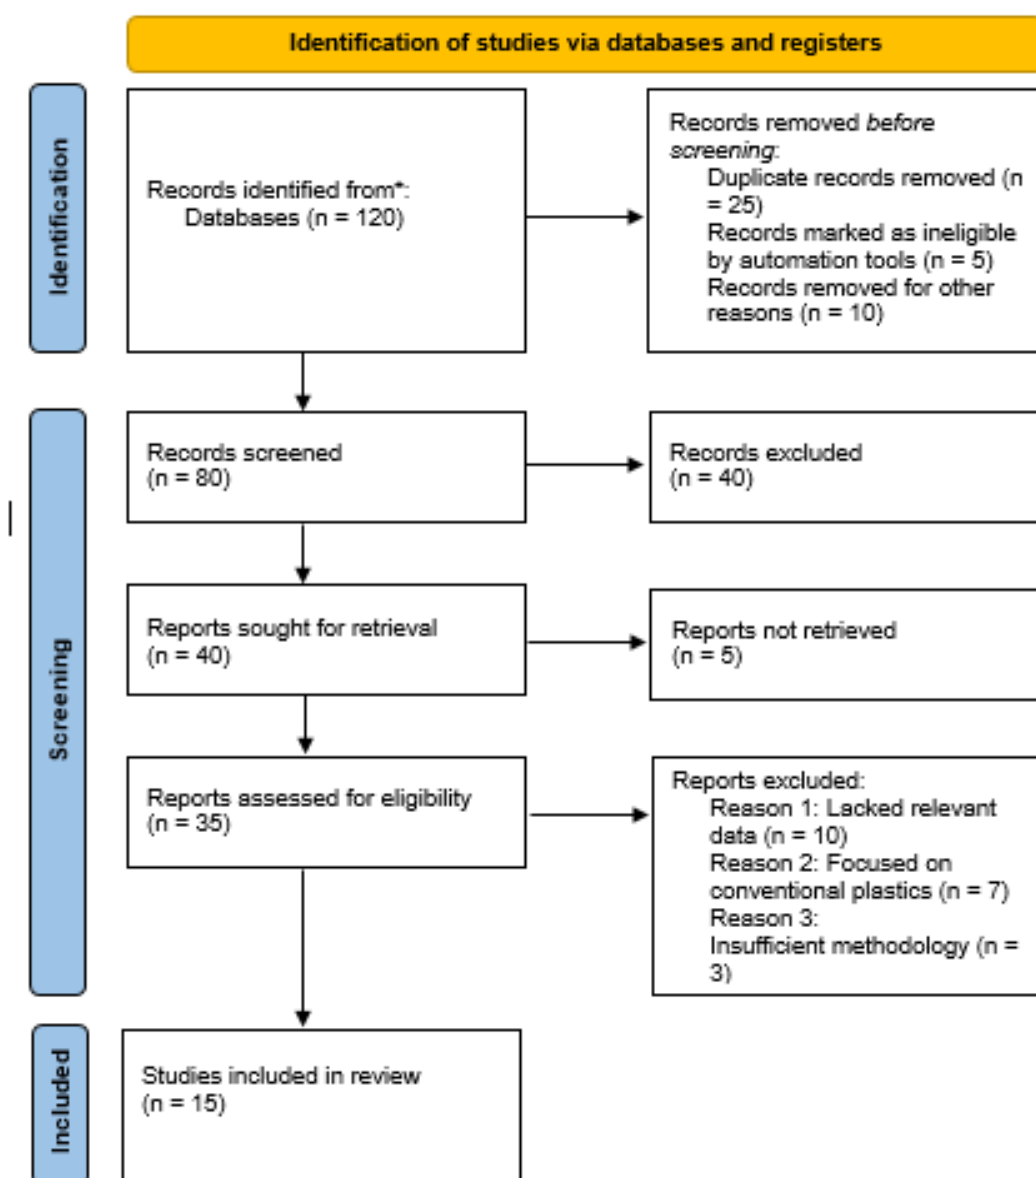 Identification of studies via databases and registers
Identification
Records identified from*:
Databases (n = 120)
Records removed before
screening:
Duplicate records removed (n
= 25)
Records marked as ineligible
by automation tools (n = 5)
Records removed for other
reasons (n = 10)
Screening
Records screened
(n = 80)
Records excluded
(n = 40)
Reports sought for retrieval
(n = 40)
Reports not retrieved
(n = 5)
Reports assessed for eligibility
(n = 35)
Reports excluded:
Reason 1: Lacked relevant
data (n = 10)
Reason 2: Focused on
conventional plastics (n = 7)
Reason 3:
Insufficient methodology (n =
3)
Included
Studies included in review
(n = 15)